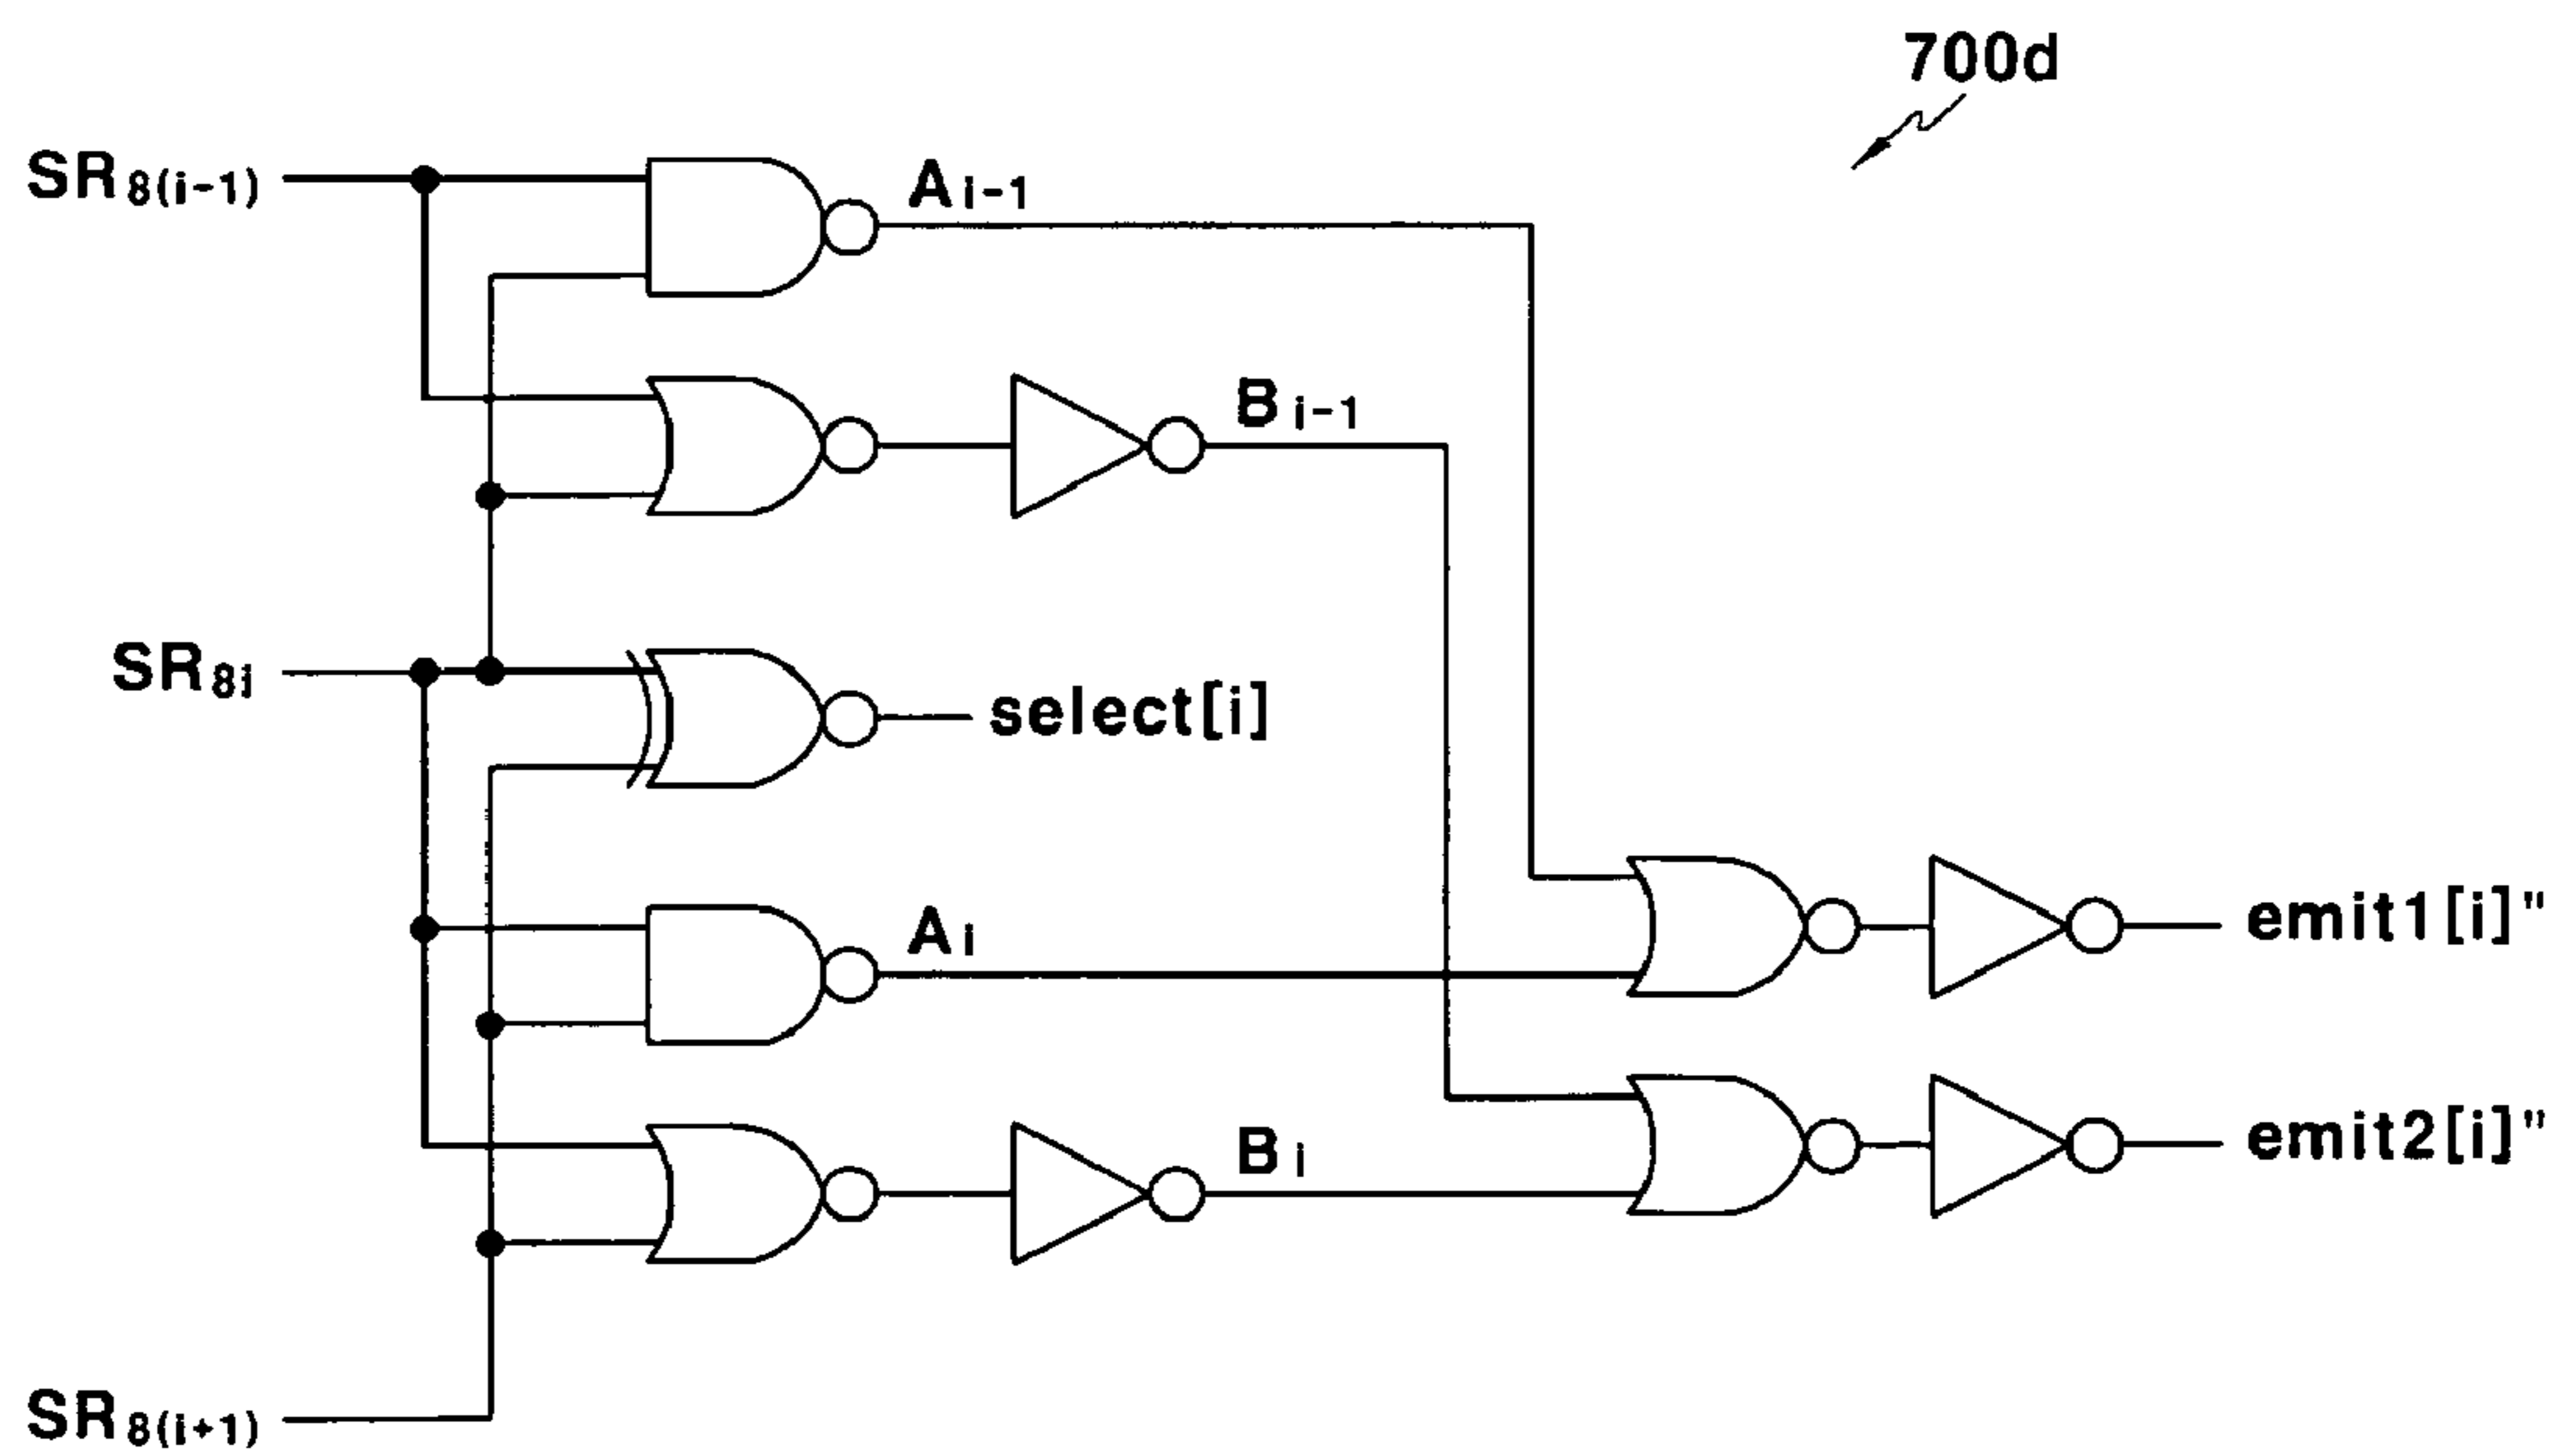 700d
SR8(i-1)
Ai-1
Bi-1
SR8i
select[i]
Ai
emit1[i]"
Bi
emit2[i]"
SR8(i+1)